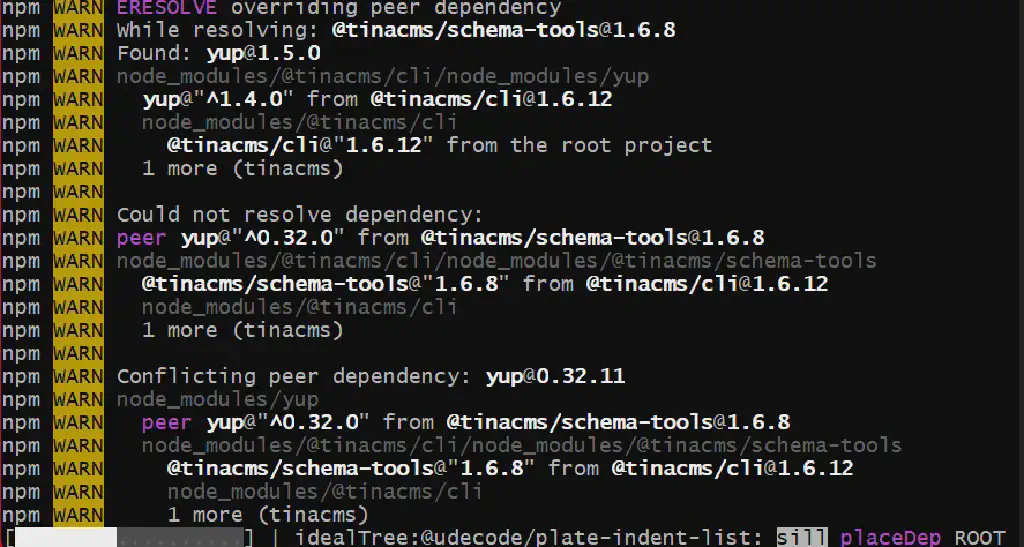 npm WARN ERESOLVE overriding peer dependency
npm WARN While resolving: @tinacms/schema-tools@1.6.8
npm WARN Found: yup@1.5.0
npm WARN node_modules/@tinacms/cli/node_modules/yup
npm WARN   yup@"^1.4.0" from @tinacms/cli@1.6.12
npm WARN   node_modules/@tinacms/cli
npm WARN     @tinacms/cli@"1.6.12" from the root project
npm WARN   1 more (tinacms)
npm WARN
npm WARN Could not resolve dependency:
npm WARN peer yup@"^0.32.0" from @tinacms/schema-tools@1.6.8
npm WARN node_modules/@tinacms/cli/node_modules/@tinacms/schema-tools
npm WARN   @tinacms/schema-tools@"1.6.8" from @tinacms/cli@1.6.12
npm WARN   node_modules/@tinacms/cli
npm WARN   1 more (tinacms)
npm WARN
npm WARN Conflicting peer dependency: yup@0.32.11
npm WARN node_modules/yup
npm WARN   peer yup@"^0.32.0" from @tinacms/schema-tools@1.6.8
npm WARN   node_modules/@tinacms/cli/node_modules/@tinacms/schema-tools
npm WARN     @tinacms/schema-tools@"1.6.8" from @tinacms/cli@1.6.12
npm WARN     node_modules/@tinacms/cli
npm WARN     1 more (tinacms)
[..........] | idealTree:@udecode/plate-indent-list: sill placeDep ROOT